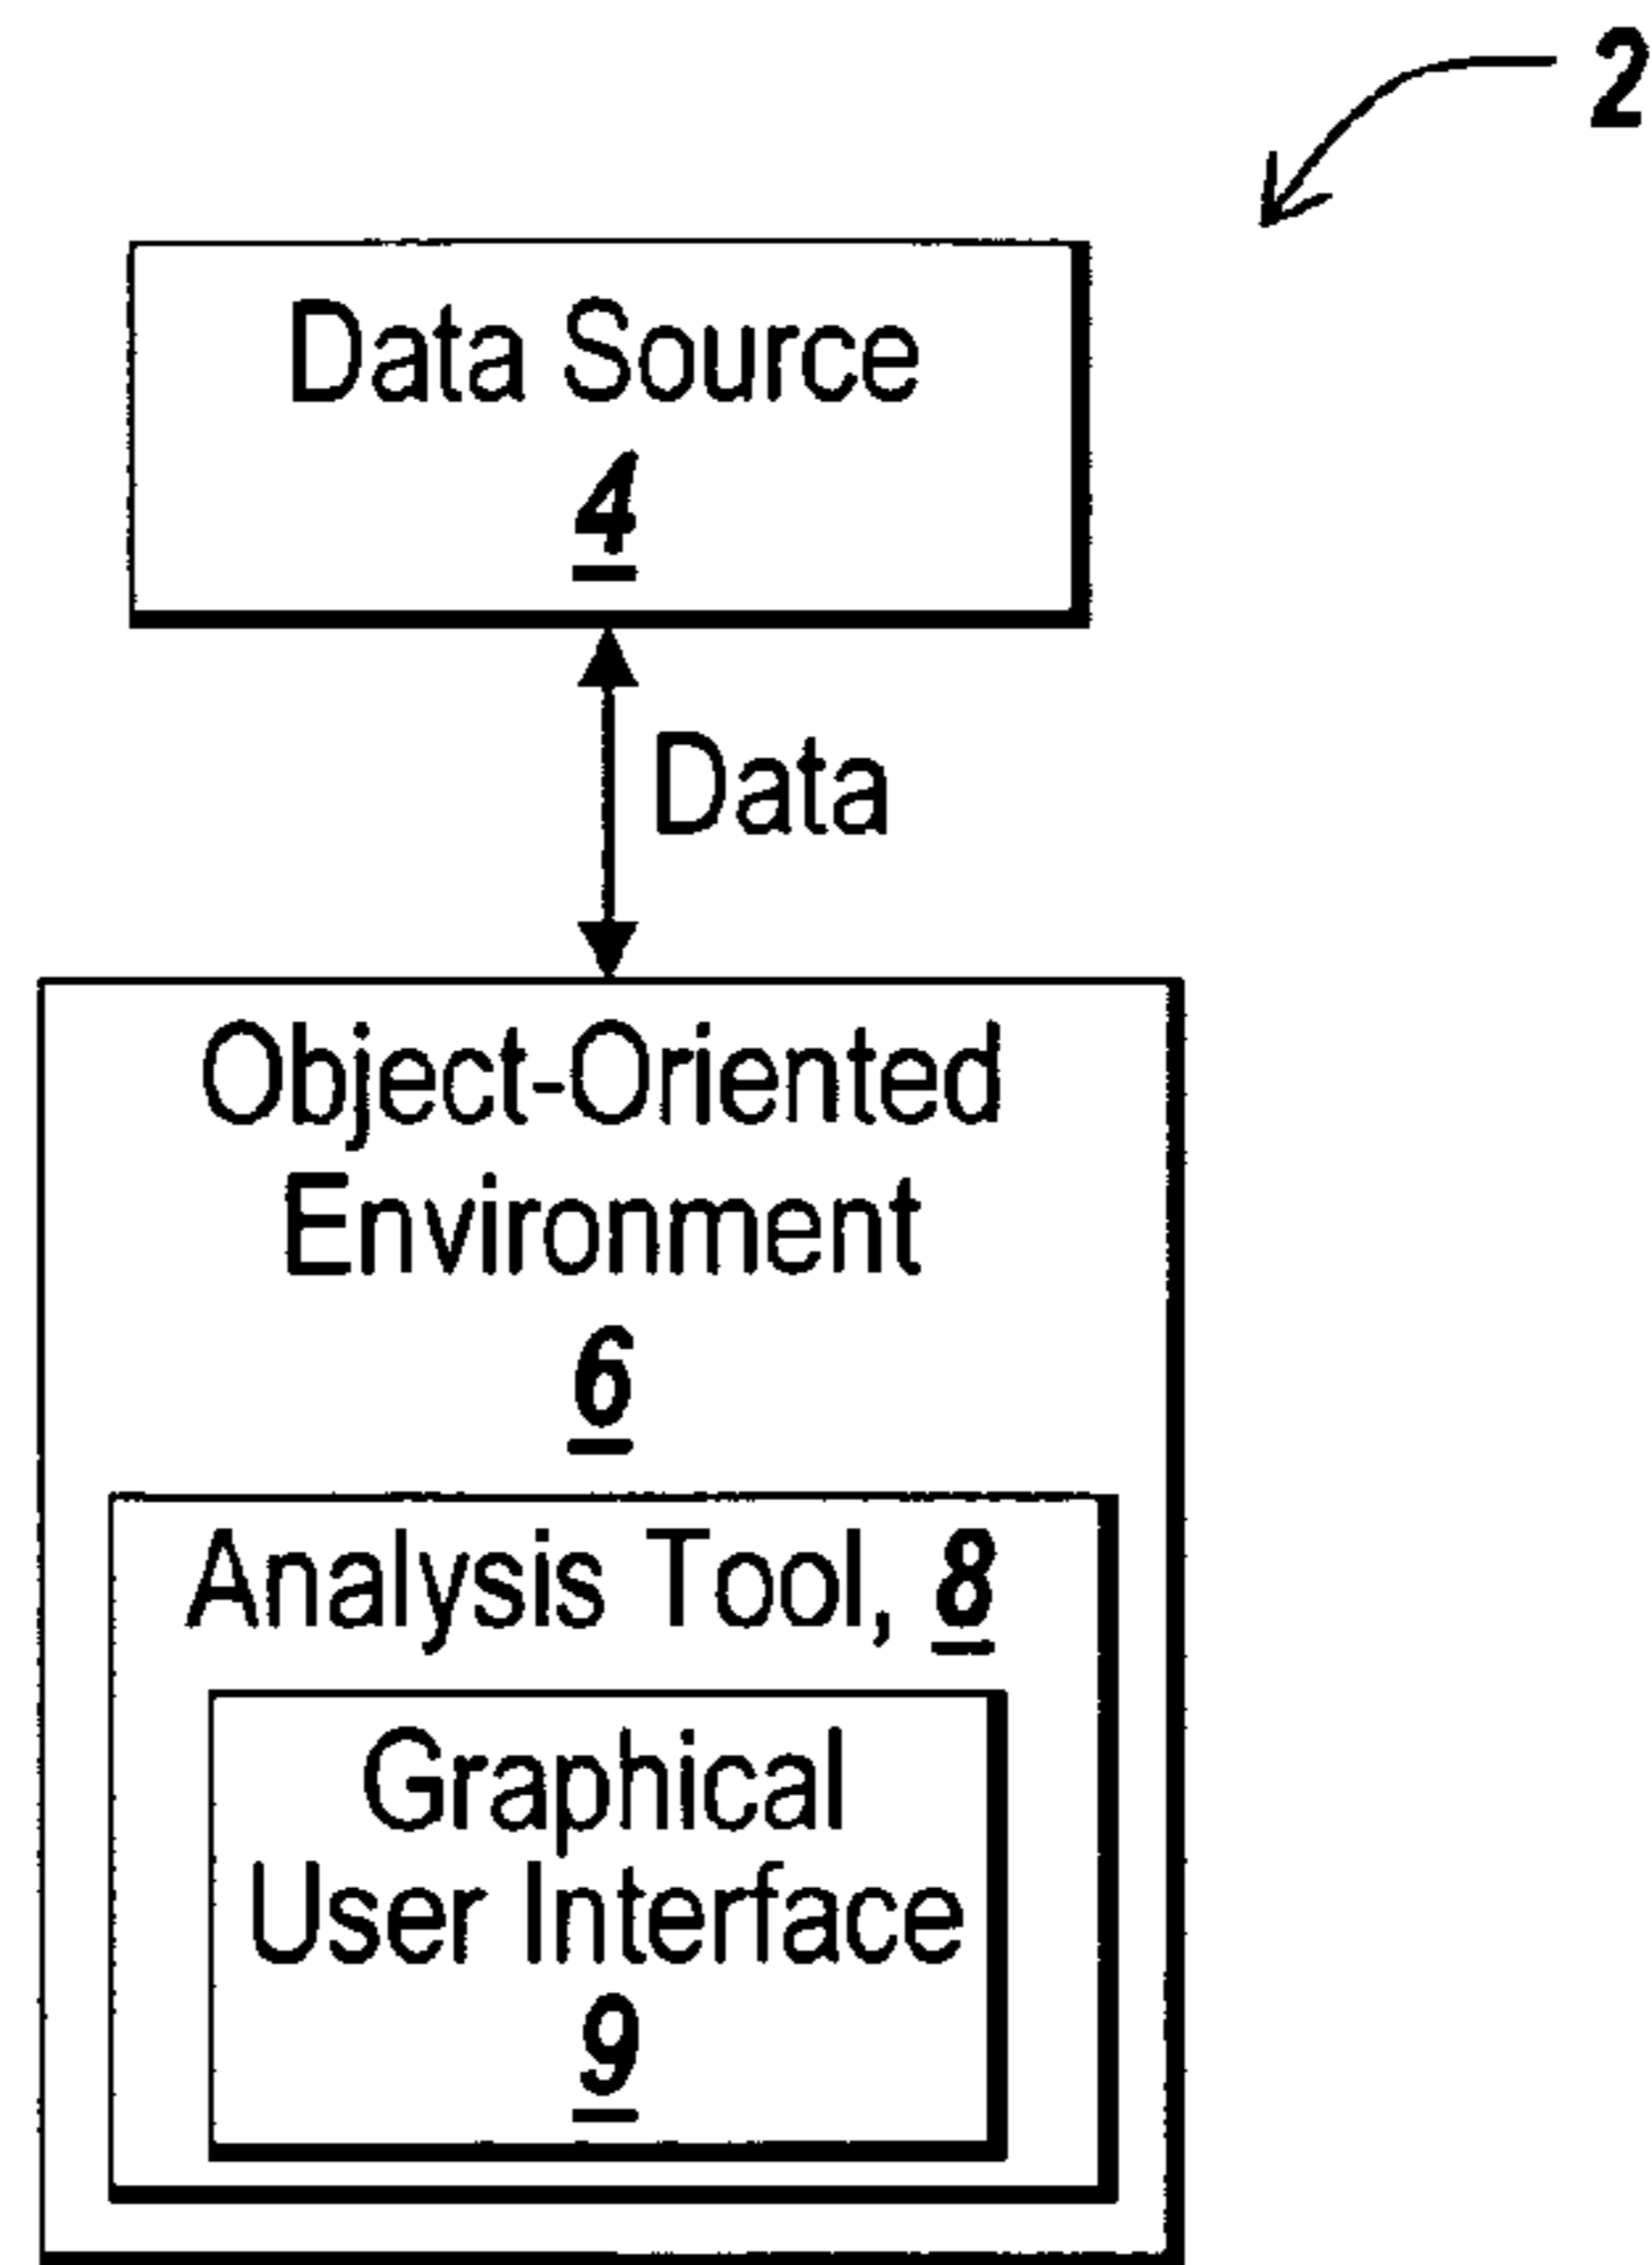 2
Data Source
4
Data
Object-Oriented
Environment
6
Analysis Tool, 8
Graphical
User Interface
9